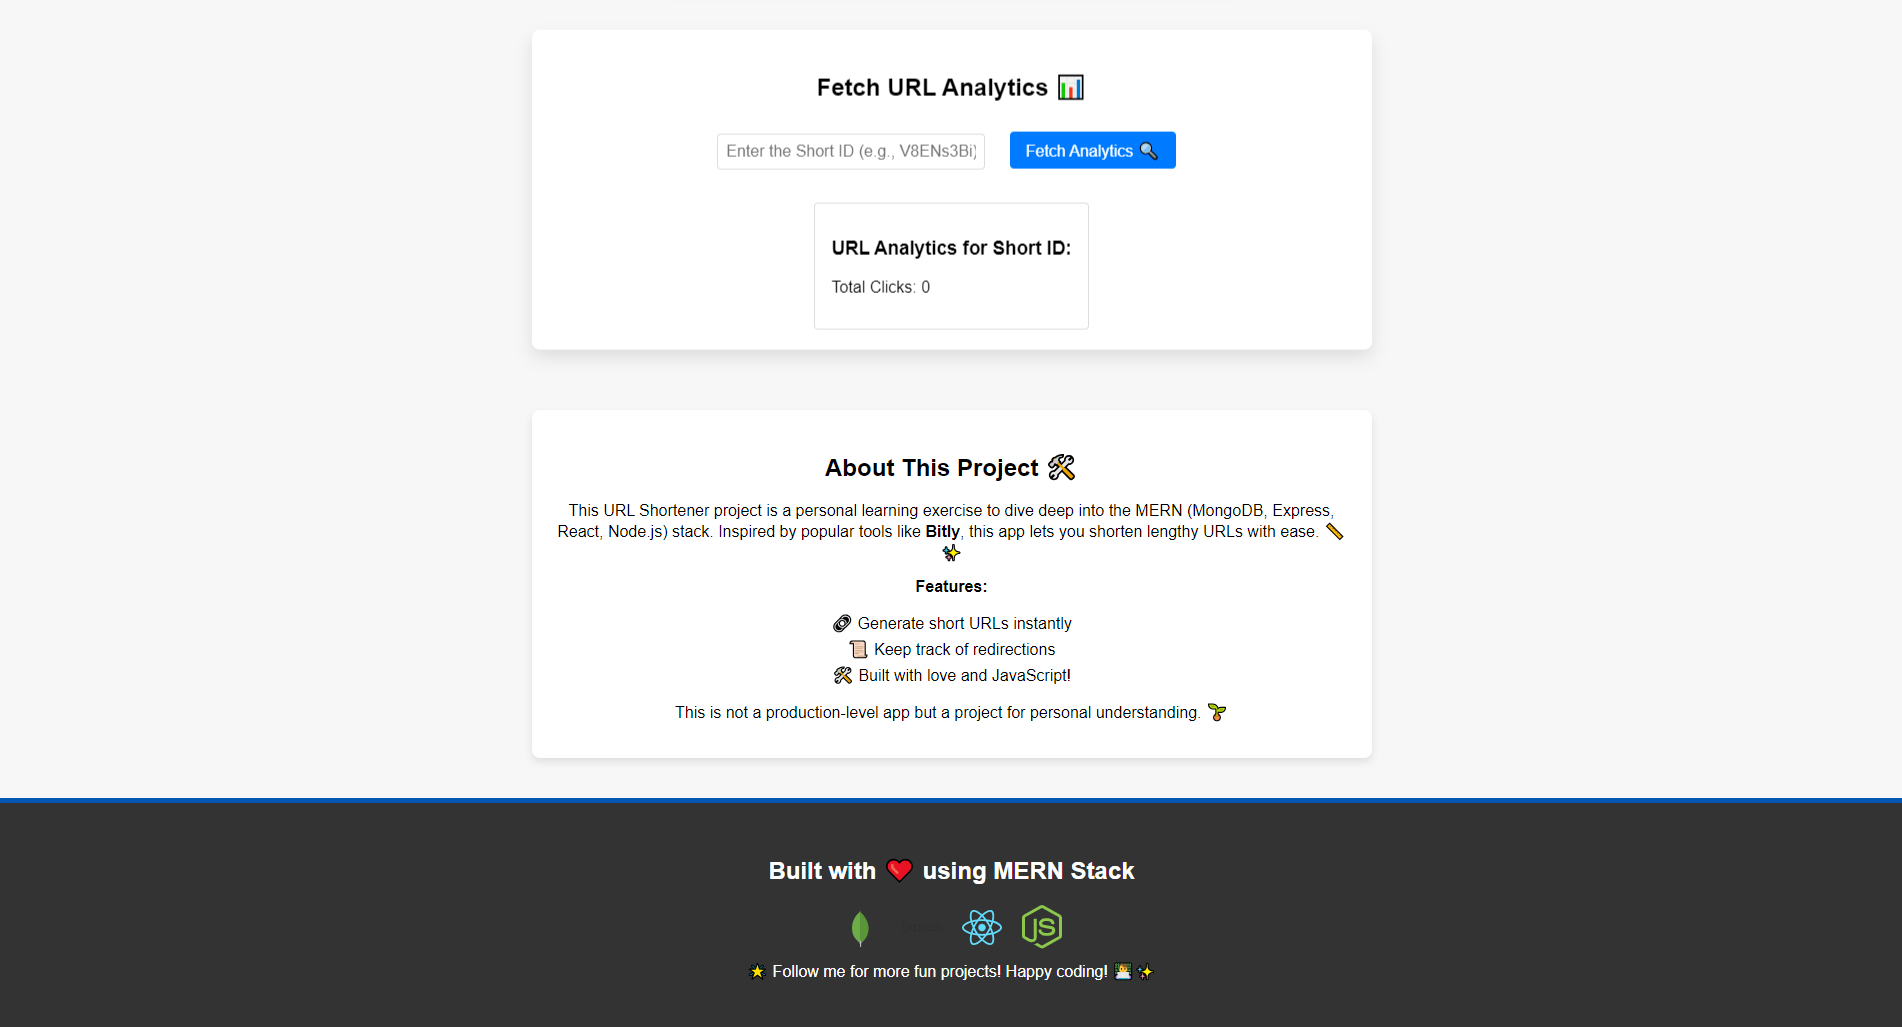 Fetch URL Analytics 📊
Enter the Short ID (e.g., V8ENs3Bi)
Fetch Analytics 🔍
URL Analytics for Short ID:
Total Clicks: 0
About This Project 🛠️
This URL Shortener project is a personal learning exercise to dive deep into the MERN (MongoDB, Express,
React, Node.js) stack. Inspired by popular tools like Bitly, this app lets you shorten lengthy URLs with ease. 📏
✨
Features:
🔗 Generate short URLs instantly
📜 Keep track of redirections
🛠️ Built with love and JavaScript!
This is not a production-level app but a project for personal understanding. 🌱
Built with ❤️ using MERN Stack
JS
🌟 Follow me for more fun projects! Happy coding! 👨‍💻 ✨